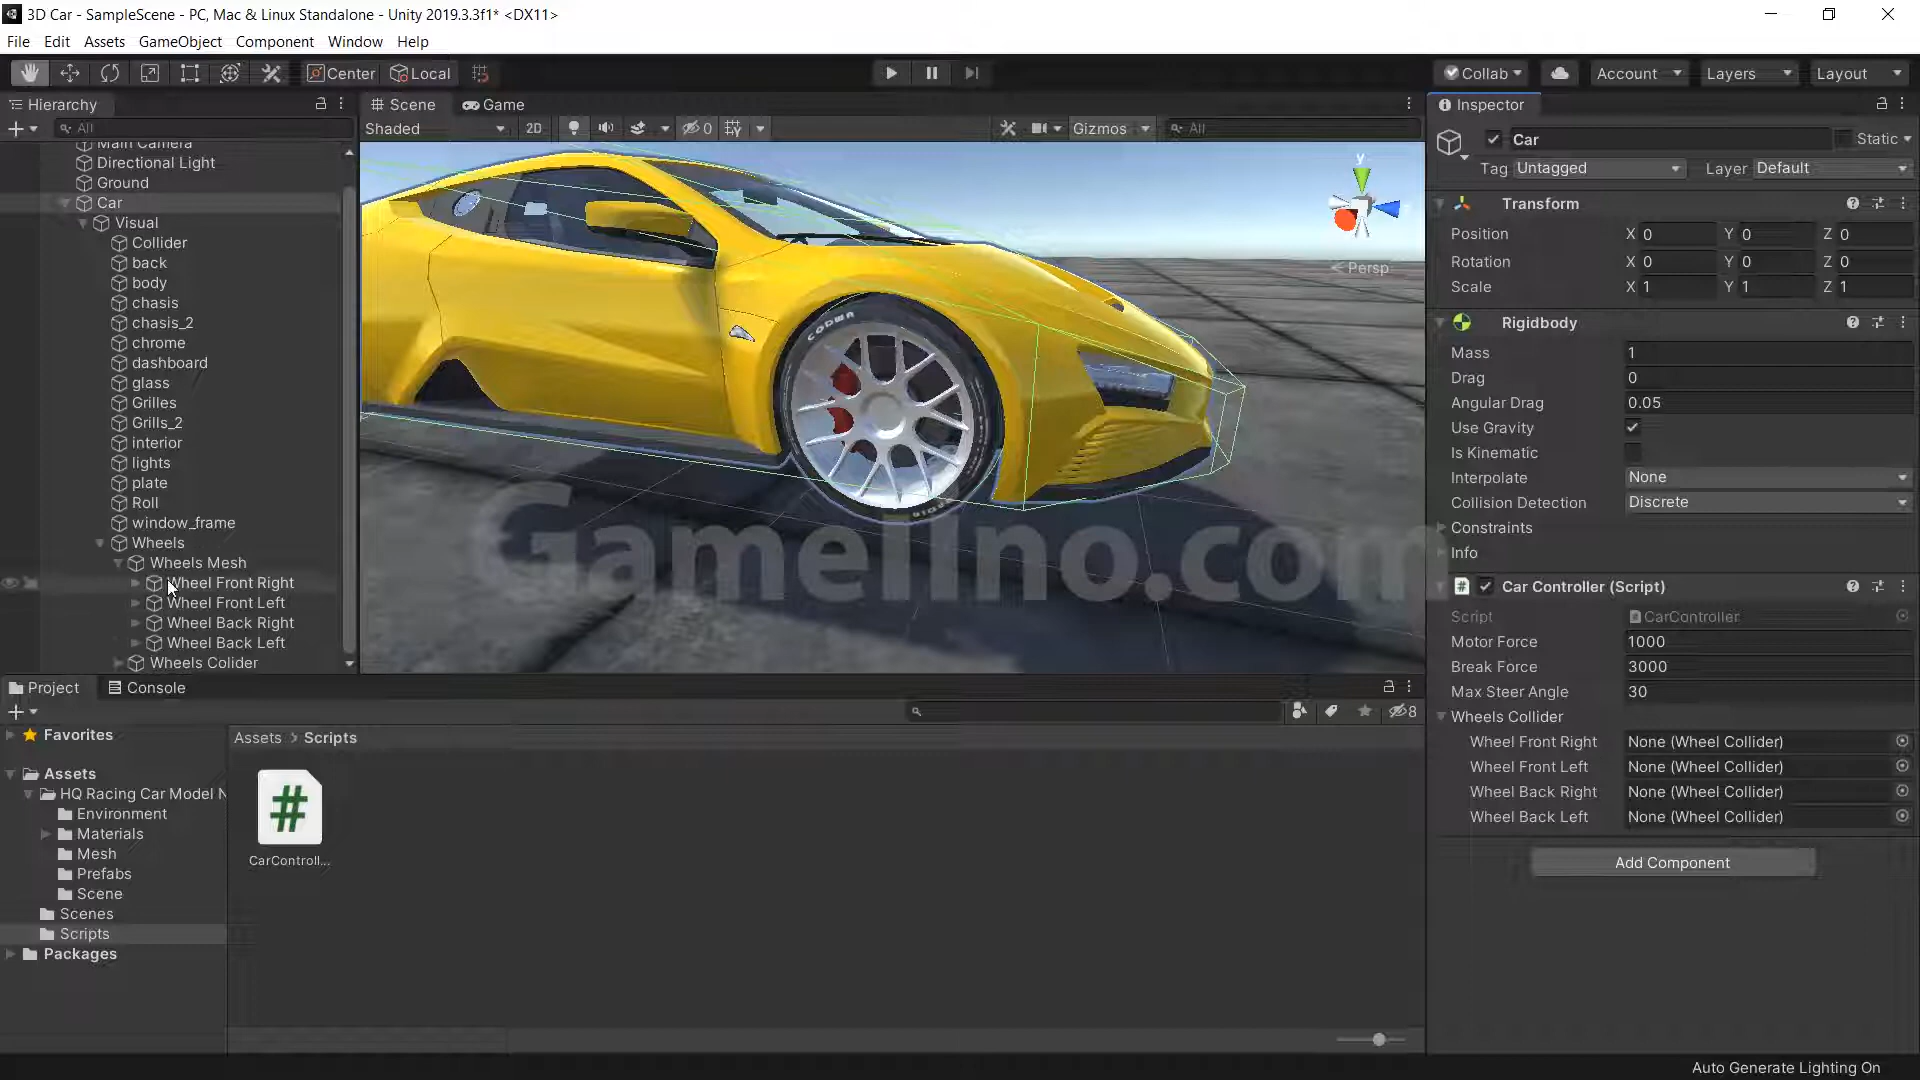 3D Car - SampleScene - PC, Mac & Linux Standalone - Unity 2019.3.3f1* <DX11>
File Edit Assets GameObject Component Window Help
Center Local
Collab Account Layers Layout
Hierarchy
All
Main Camera
Directional Light
Ground
Car
Visual
Collider
back
body
chasis
chasis_2
chrome
dashboard
glass
Grilles
Grills_2
interior
lights
plate
Roll
window_frame
Wheels
Wheels Mesh
Wheel Front Right
Wheel Front Left
Wheel Back Right
Wheel Back Left
Wheels Colider
Scene Game
Shaded 2D 0 Gizmos All
y
Persp
Gamelino.com
Inspector
Car Static
Tag Untagged Layer Default
Transform
Position X 0 Y 0 Z 0
Rotation X 0 Y 0 Z 0
Scale X 1 Y 1 Z 1
Rigidbody
Mass 1
Drag 0
Angular Drag 0.05
Use Gravity
Is Kinematic
Interpolate None
Collision Detection Discrete
Constraints
Info
Car Controller (Script)
Script CarController
Motor Force 1000
Break Force 3000
Max Steer Angle 30
Wheels Collider
Wheel Front Right None (Wheel Collider)
Wheel Front Left None (Wheel Collider)
Wheel Back Right None (Wheel Collider)
Wheel Back Left None (Wheel Collider)
Add Component
Project Console
8
Favorites
Assets
HQ Racing Car Model N
Environment
Materials
Mesh
Prefabs
Scene
Scenes
Scripts
Packages
Assets > Scripts
CarControll...
Auto Generate Lighting On